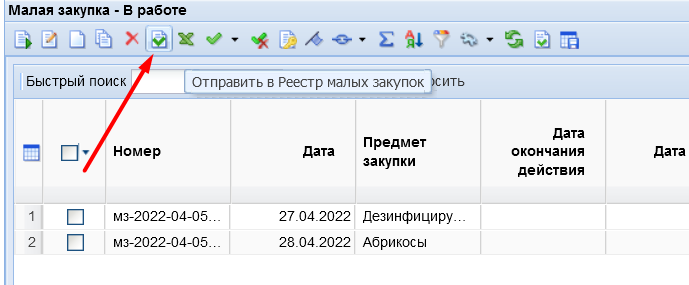 Малая закупка - В работе
Быстрый поиск
Отправить в Реестр малых закупок
осить
Номер
Дата
Предмет
закупки
Дата
окончания
действия
Дата
1 мз-2022-04-05... 27.04.2022 Дезинфициру...
2 мз-2022-04-05... 28.04.2022 Абрикосы